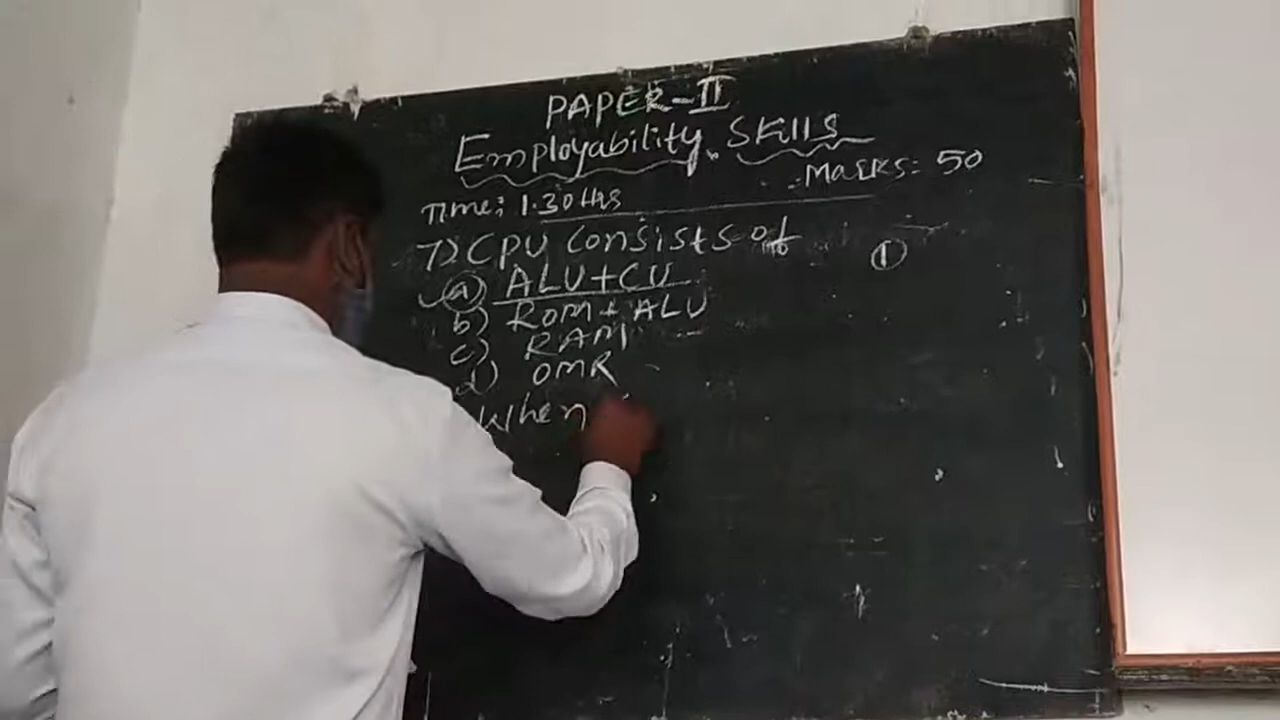 PAPER-II
Employability Skills
Marks: 50
Time: 1.30 Hrs
7) CPU consists of ①
a) ALU+CU
b) ROM+ALU
c) RAM
d) OMR
When